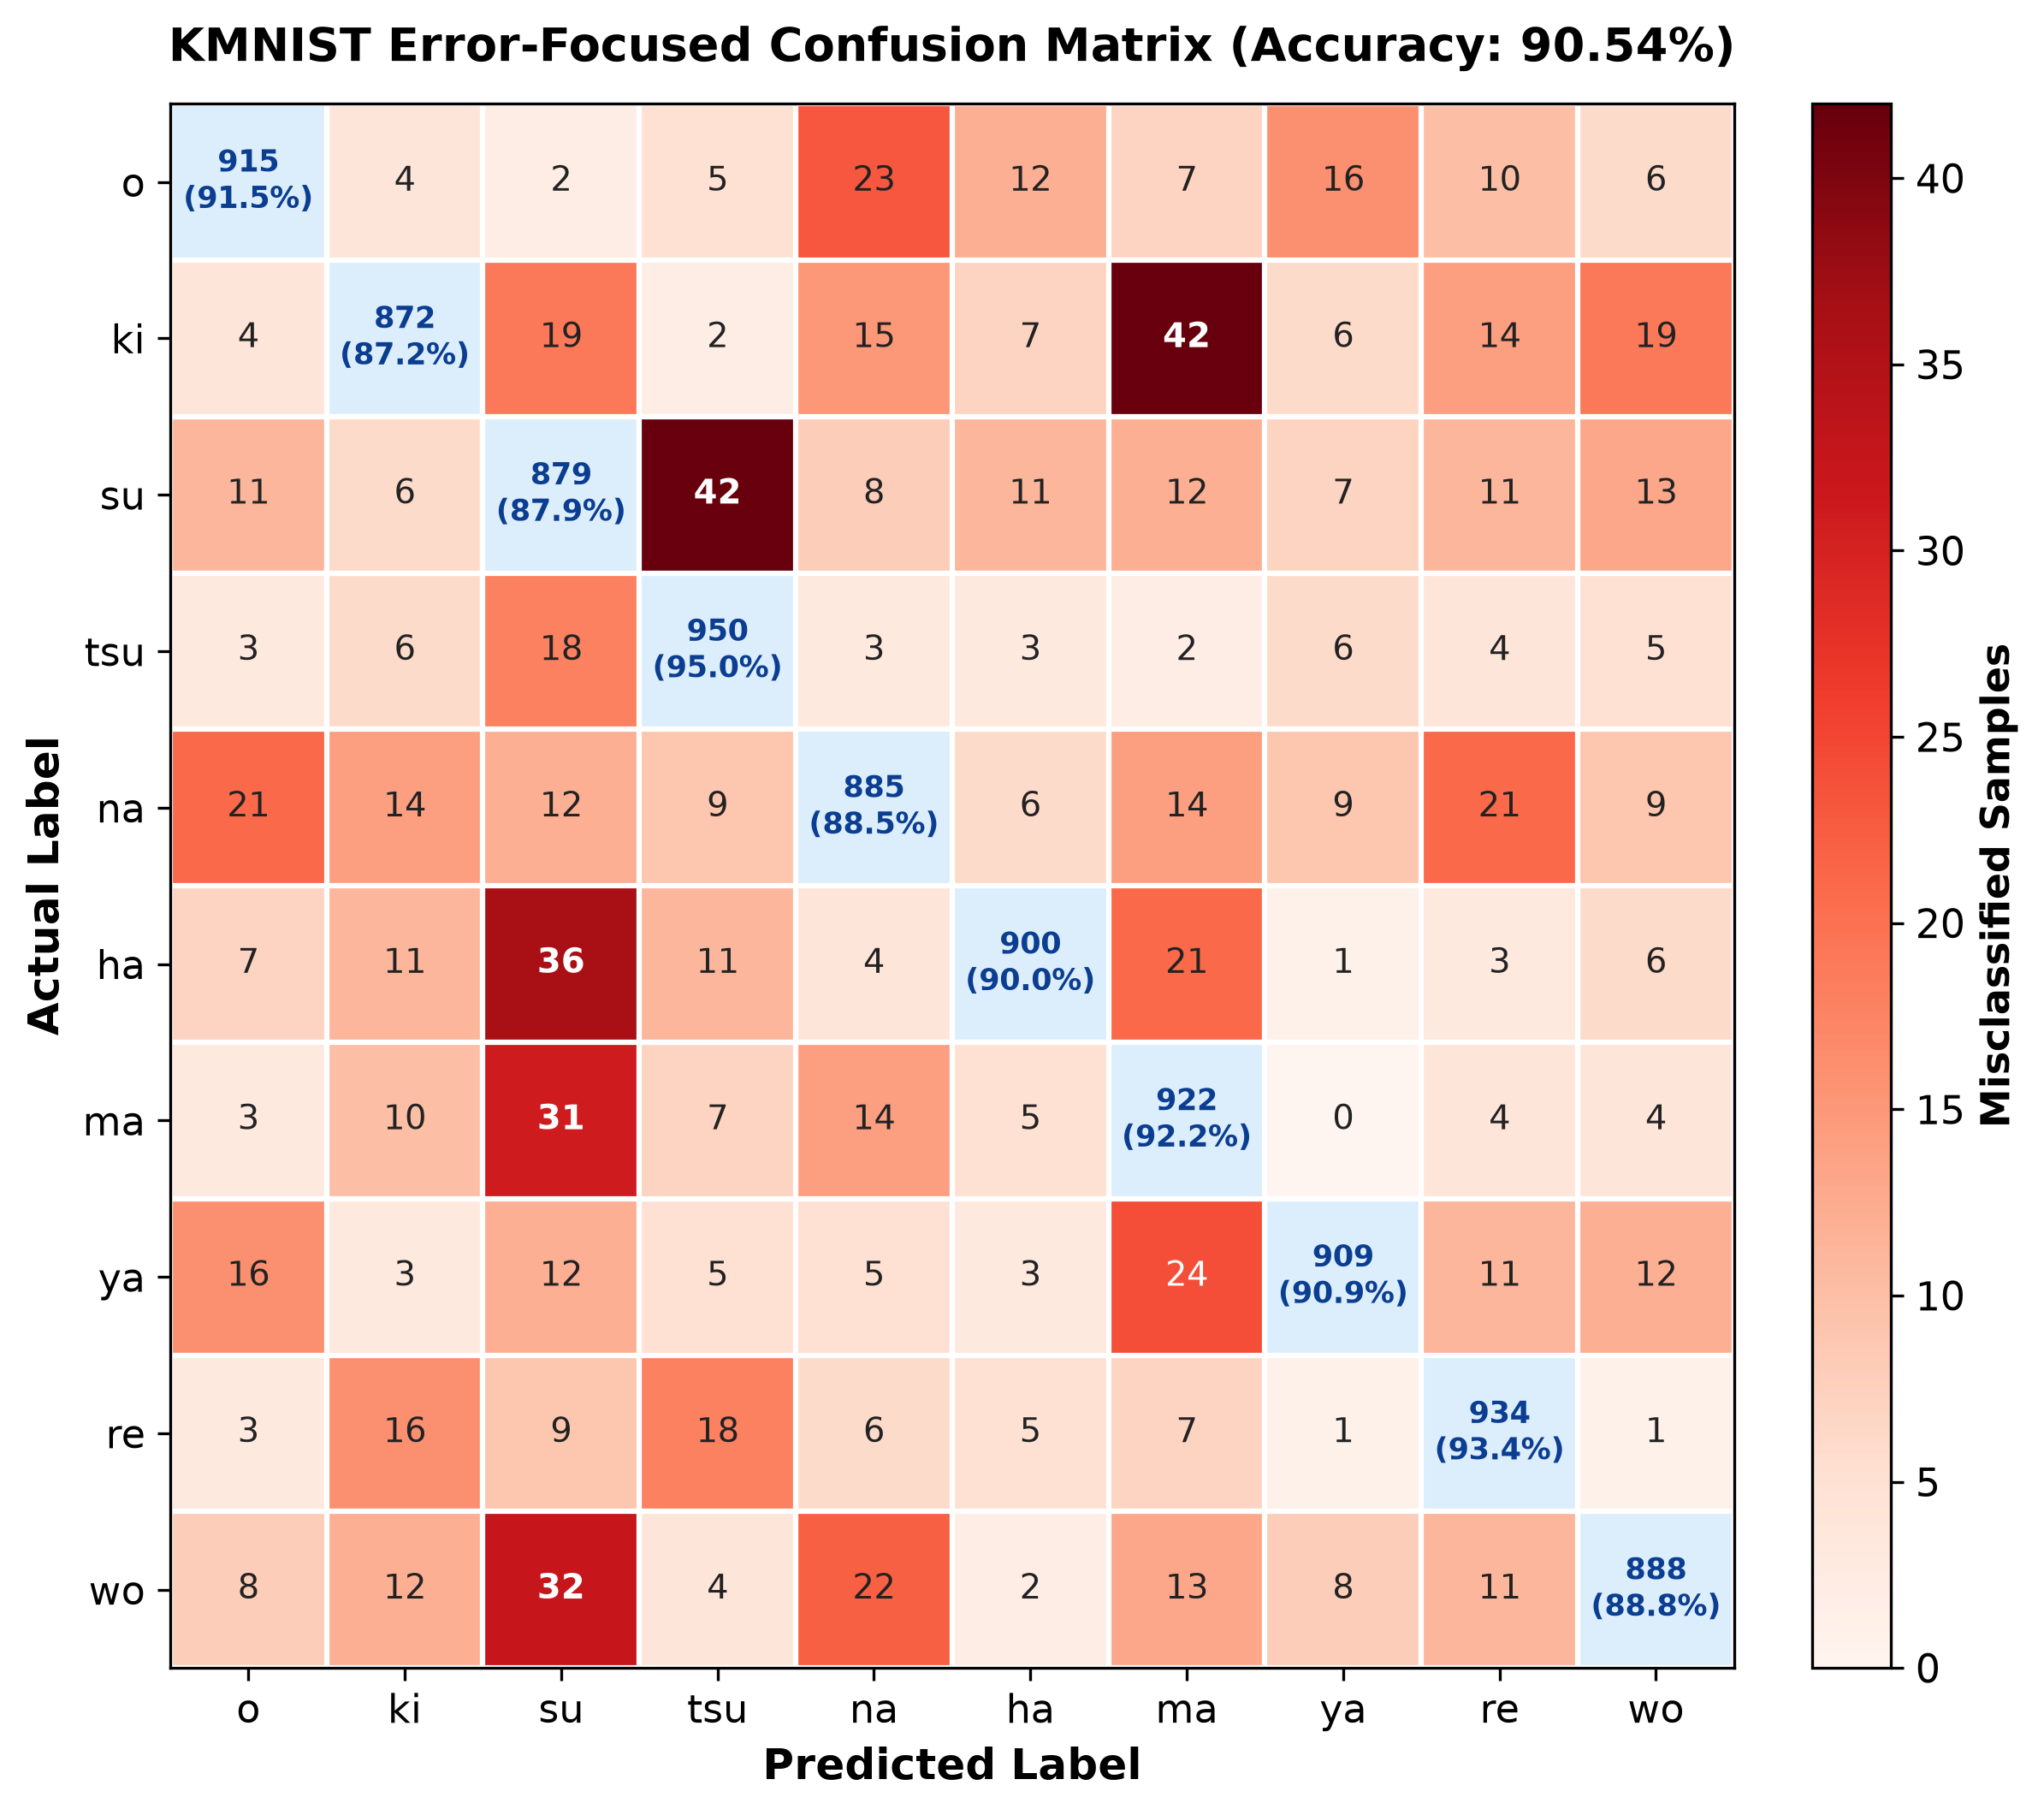 KMNIST Error-Focused Confusion Matrix (Accuracy: 90.54%)
Actual Label
o 915 (91.5%) 4 2 5 23 12 7 16 10 6
ki 4 872 (87.2%) 19 2 15 7 42 6 14 19
su 11 6 879 (87.9%) 42 8 11 12 7 11 13
tsu 3 6 18 950 (95.0%) 3 3 2 6 4 5
na 21 14 12 9 885 (88.5%) 6 14 9 21 9
ha 7 11 36 11 4 900 (90.0%) 21 1 3 6
ma 3 10 31 7 14 5 922 (92.2%) 0 4 4
ya 16 3 12 5 5 3 24 909 (90.9%) 11 12
re 3 16 9 18 6 5 7 1 934 (93.4%) 1
wo 8 12 32 4 22 2 13 8 11 888 (88.8%)
o ki su tsu na ha ma ya re wo
Predicted Label
40
35
30
25
20
15
10
5
0
Misclassified Samples